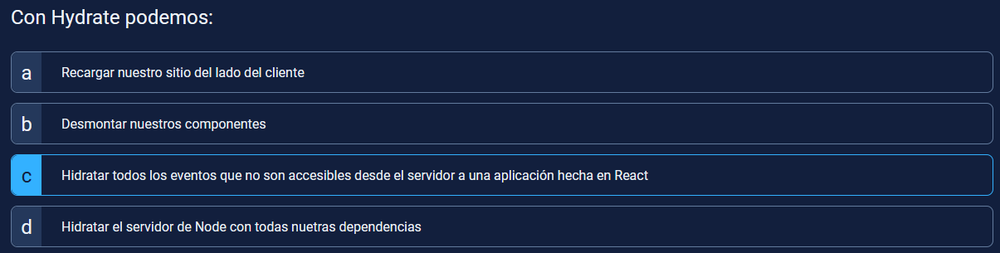 Con Hydrate podemos:
a Recargar nuestro sitio del lado del cliente
b Desmontar nuestros componentes
c Hidratar todos los eventos que no son accesibles desde el servidor a una aplicación hecha en React
d Hidratar el servidor de Node con todas nuetras dependencias